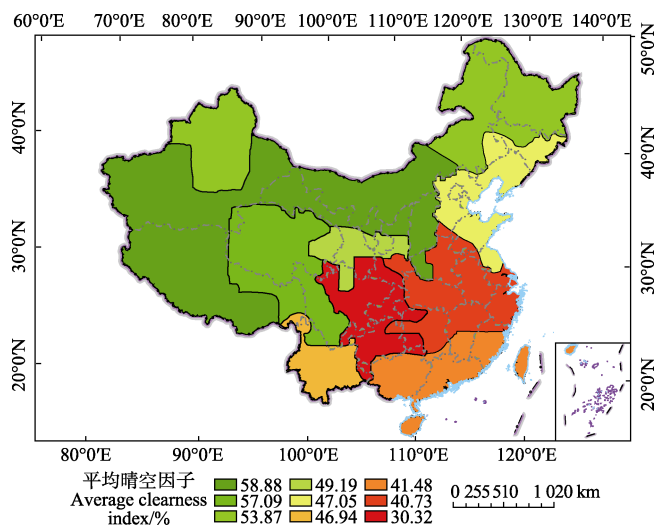 60°0′E 70°0′E 80°0′E 90°0′E 100°0′E 110°0′E 120°0′E 130°0′E 140°0′E
50°0′N
40°0′N 40°0′N
30°0′N 30°0′N
20°0′N 20°0′N
80°0′E 90°0′E 100°0′E 110°0′E 120°0′E
平均晴空因子
Average clearness
index/%
58.88 49.19 41.48
57.09 47.05 40.73
53.87 46.94 30.32
0 255 510 1 020 km